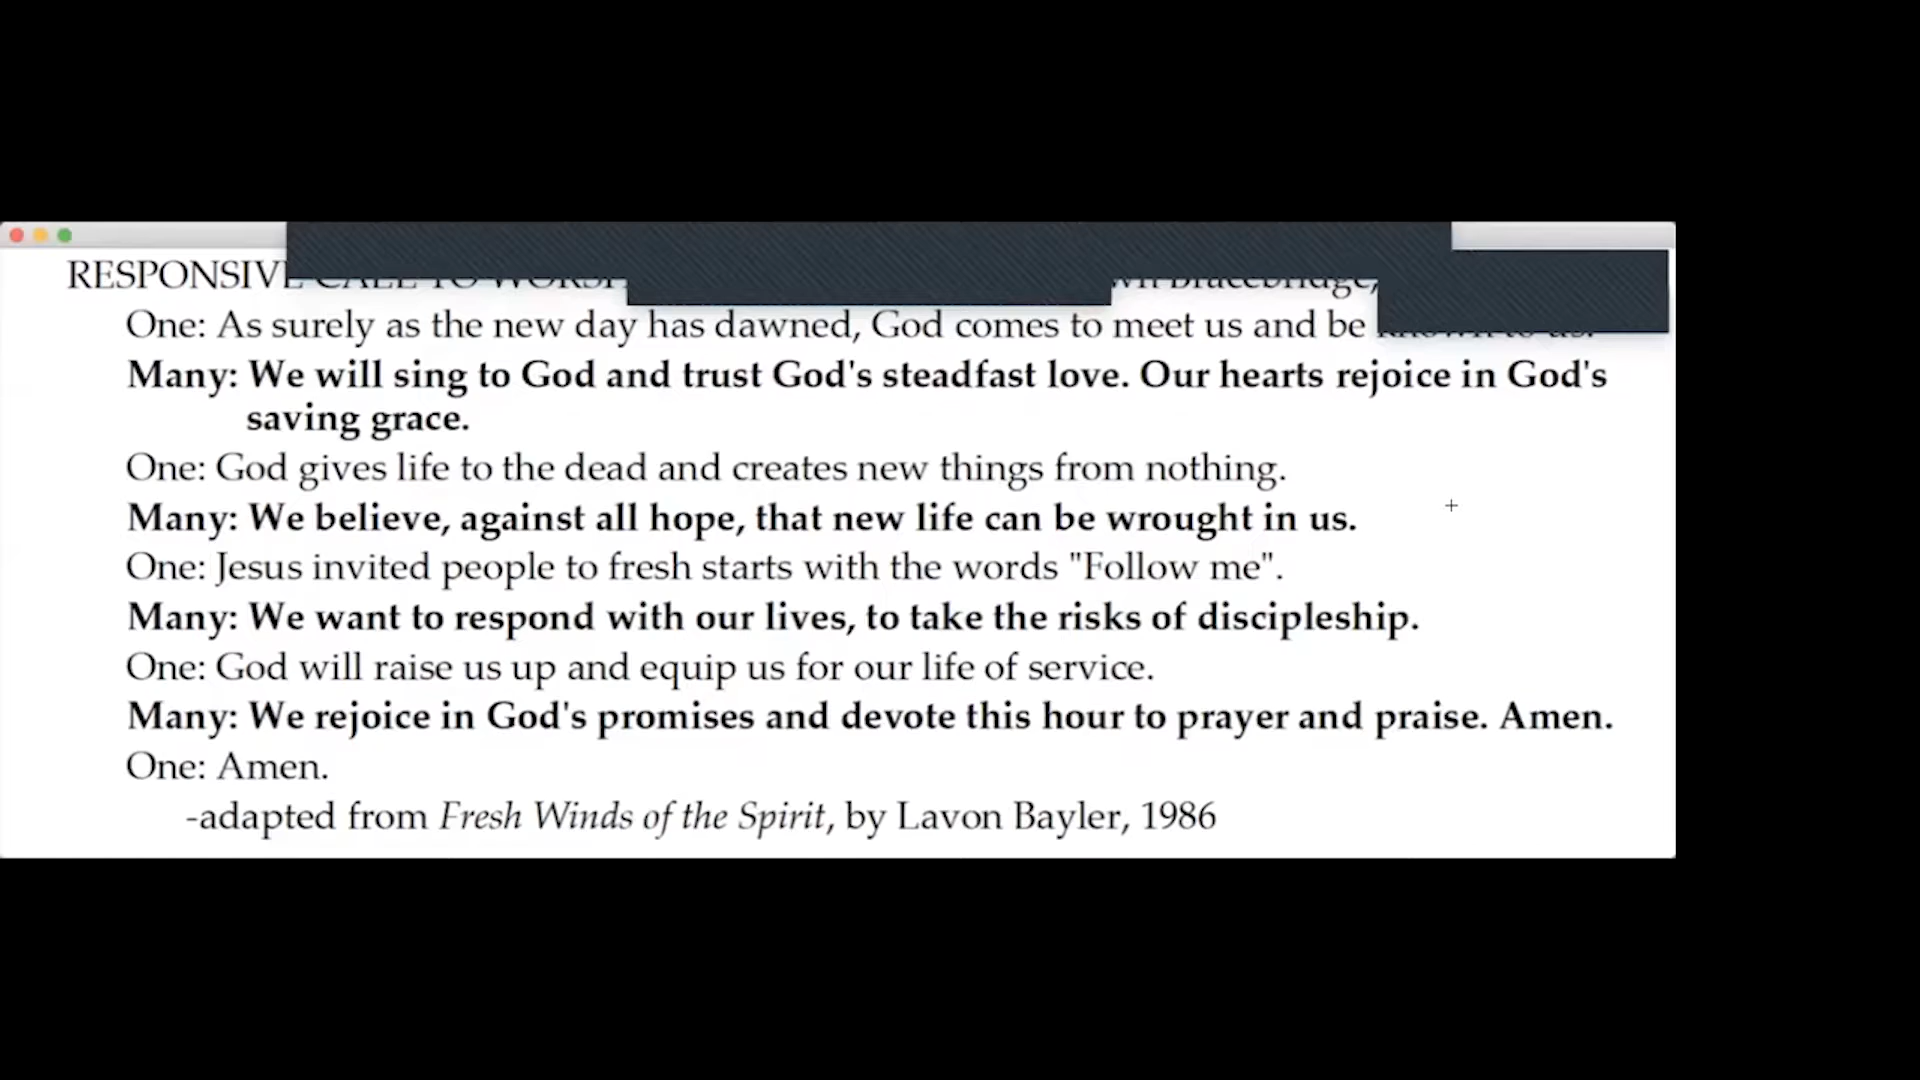 RESPONSIVE CALL TO Bracebridge,
One: As surely as the new day has dawned, God comes to meet us and be known to us.
Many: We will sing to God and trust God's steadfast love. Our hearts rejoice in God's
saving grace.
One: God gives life to the dead and creates new things from nothing.
Many: We believe, against all hope, that new life can be wrought in us.
One: Jesus invited people to fresh starts with the words "Follow me".
Many: We want to respond with our lives, to take the risks of discipleship.
One: God will raise us up and equip us for our life of service.
Many: We rejoice in God's promises and devote this hour to prayer and praise. Amen.
One: Amen.
-adapted from Fresh Winds of the Spirit, by Lavon Bayler, 1986